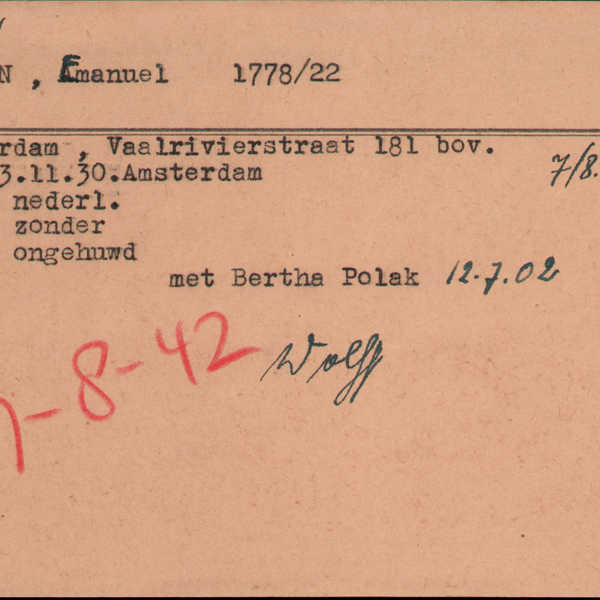 N , Emanuel 1778/22
rdam , Vaalrivierstraat 181 bov.
3.11.30.Amsterdam 7/8.
nederl.
zonder
ongehuwd
met Bertha Polak 12.7.02
-8-42 Wolff